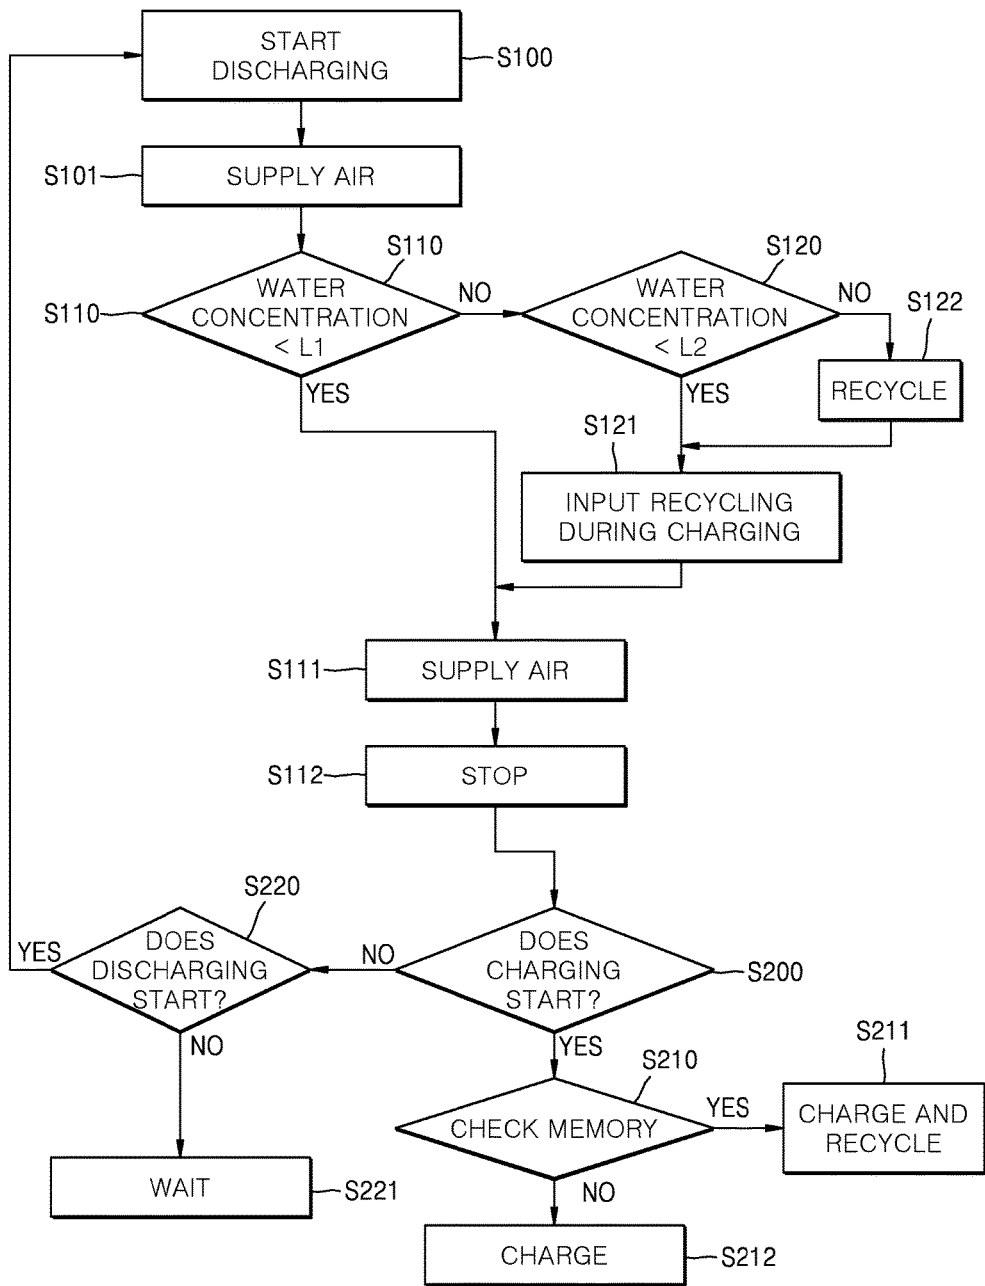 START
DISCHARGING
S100
S101
SUPPLY AIR
S110
S110
WATER
CONCENTRATION
< L1
NO
YES
S120
WATER
CONCENTRATION
< L2
NO
YES
S122
RECYCLE
S121
INPUT RECYCLING
DURING CHARGING
S111
SUPPLY AIR
S112
STOP
S220
YES
DOES
DISCHARGING
START?
NO
NO
DOES
CHARGING
START?
S200
YES
S210
CHECK MEMORY
YES
S211
CHARGE AND
RECYCLE
NO
WAIT
S221
CHARGE
S212